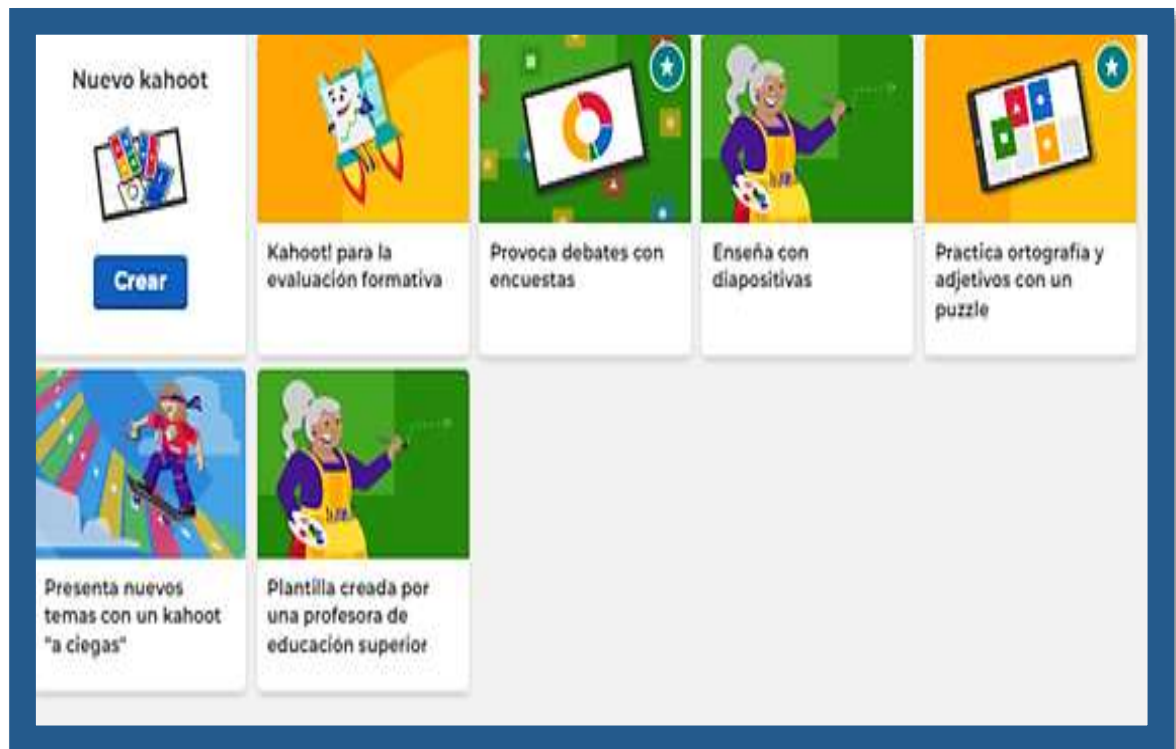 Nuevo kahoot
Crear
Kahoot! para la
evaluación formativa
Provoca debates con
encuestas
Enseña con
diapositivas
Practica ortografía y
adjetivos con un
puzzle
Presenta nuevos
temas con un kahoot
"a ciegas"
Plantilla creada por
una profesora de
educación superior